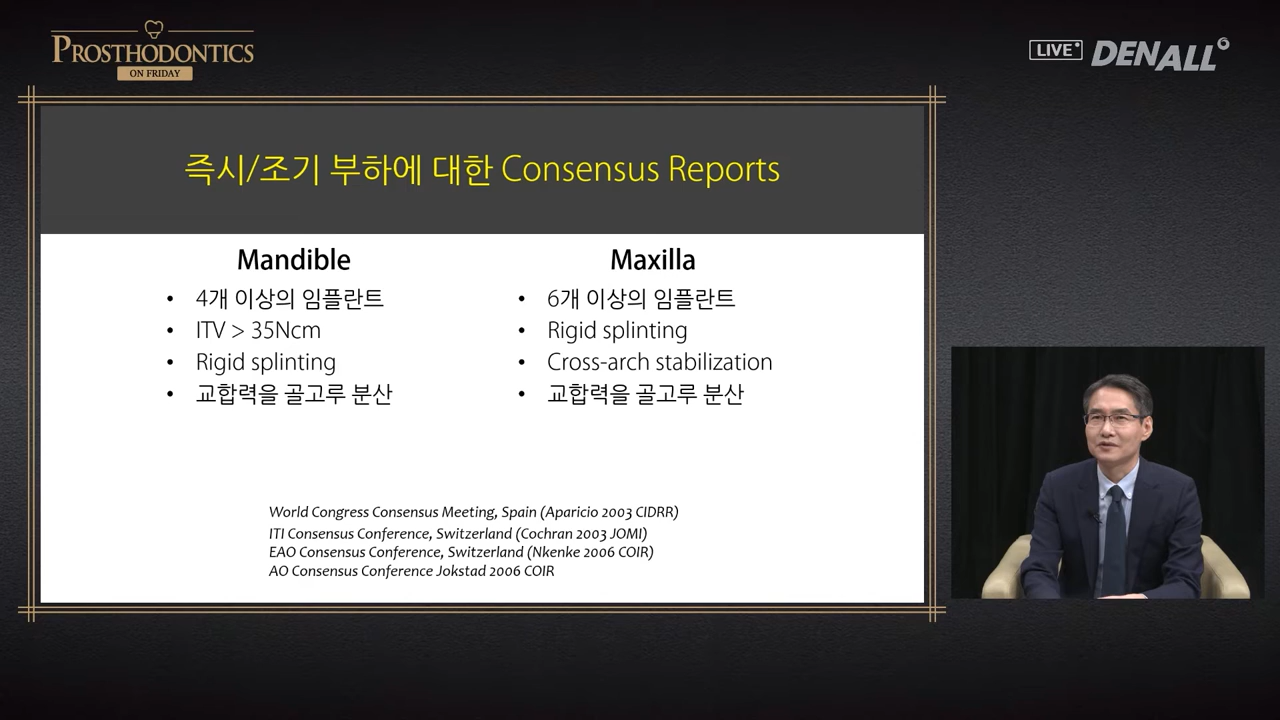 PROSTHODONTICS
ON FRIDAY
LIVE
DENALL
즉시/조기 부하에 대한 Consensus Reports
Mandible
• 4개 이상의 임플란트
• ITV > 35Ncm
• Rigid splinting
• 교합력을 골고루 분산
Maxilla
• 6개 이상의 임플란트
• Rigid splinting
• Cross-arch stabilization
• 교합력을 골고루 분산
World Congress Consensus Meeting, Spain (Aparicio 2003 CIDRR)
ITI Consensus Conference, Switzerland (Cochran 2003 JOMI)
EAO Consensus Conference, Switzerland (Nkenke 2006 COIR)
AO Consensus Conference Jokstad 2006 COIR